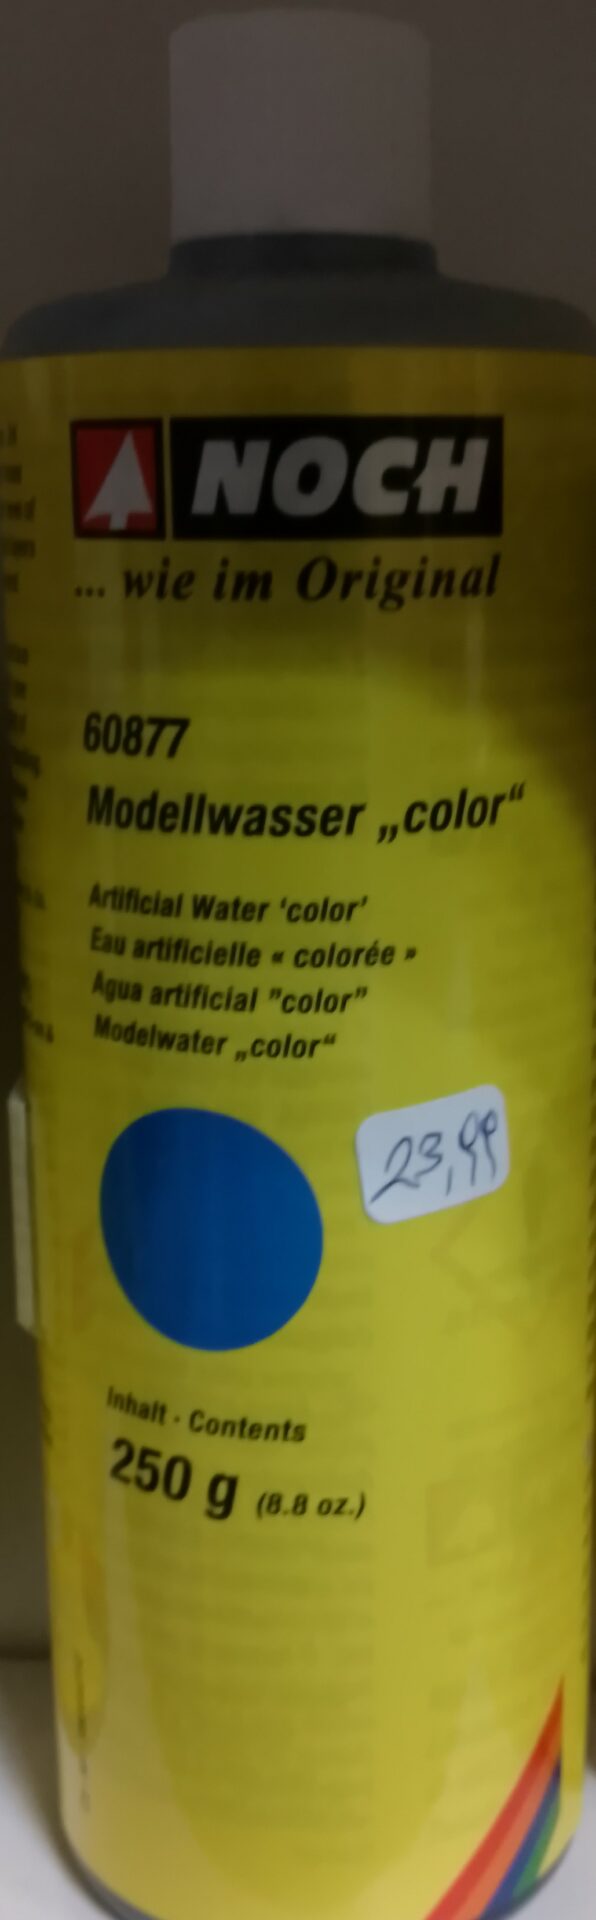 NOCH
... wie im Original
60877
Modellwasser „color“
Artificial Water ‘color’
Eau artificielle « colorée »
Agua artificial ”color”
Modelwater „color“
23,99
Inhalt · Contents
250 g (8.8 oz.)